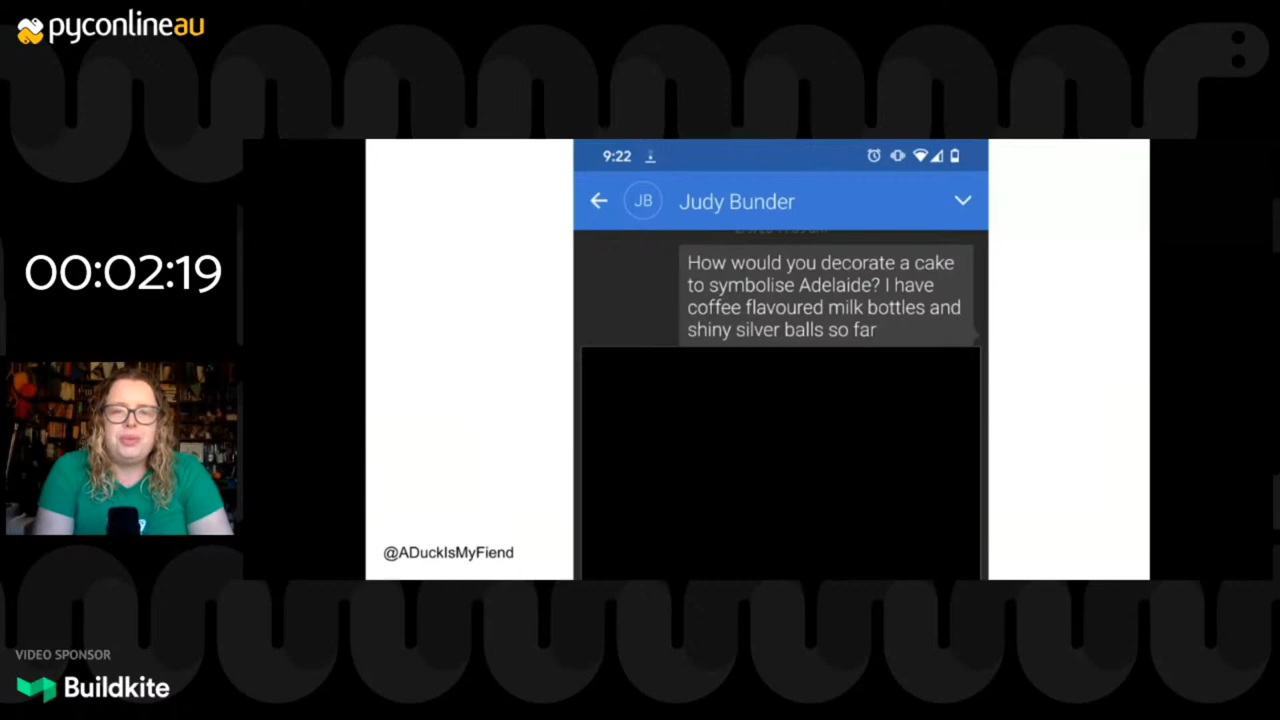 pyconlineau
9:22
JB
Judy Bunder
How would you decorate a cake
to symbolise Adelaide? I have
coffee flavoured milk bottles and
shiny silver balls so far
00:02:19
@ADuckIsMyFiend
VIDEO SPONSOR
Buildkite